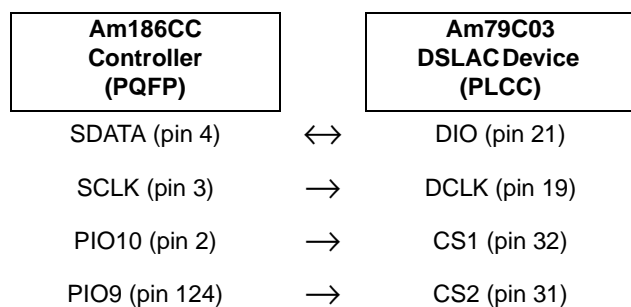 Am186CC Am79C03
Controller DSLAC Device
(PQFP) (PLCC)
SDATA (pin 4) ↔ DIO (pin 21)
SCLK (pin 3) → DCLK (pin 19)
PIO10 (pin 2) → CS1 (pin 32)
PIO9 (pin 124) → CS2 (pin 31)